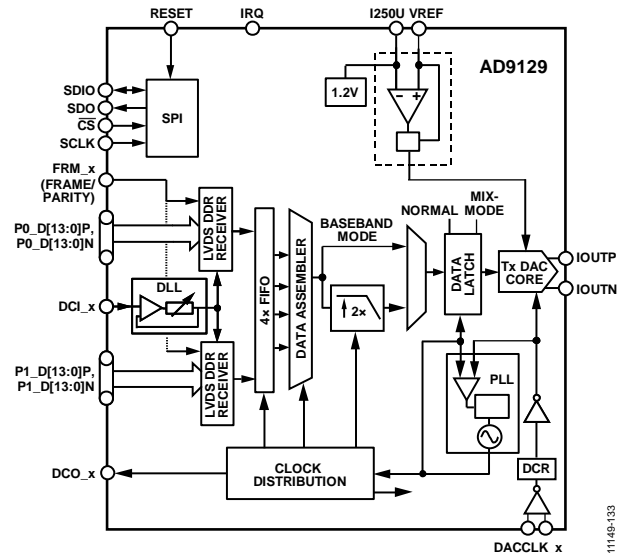 RESET
IRQ
I250U VREF
AD9129
1.2V
SDIO
SDO
CS
SCLK
SPI
FRM_x
(FRAME/
PARITY)
P0_D[13:0]P,
P0_D[13:0]N
LVDS DDR
RECEIVER
DLL
DCI_x
4× FIFO
DATA ASSEMBLER
BASEBAND
MODE
2×
NORMAL
MIX-
MODE
DATA
LATCH
Tx DAC
CORE
IOUTP
IOUTN
P1_D[13:0]P,
P1_D[13:0]N
LVDS DDR
RECEIVER
PLL
DCO_x
CLOCK
DISTRIBUTION
DCR
DACCLK_x
11149-133